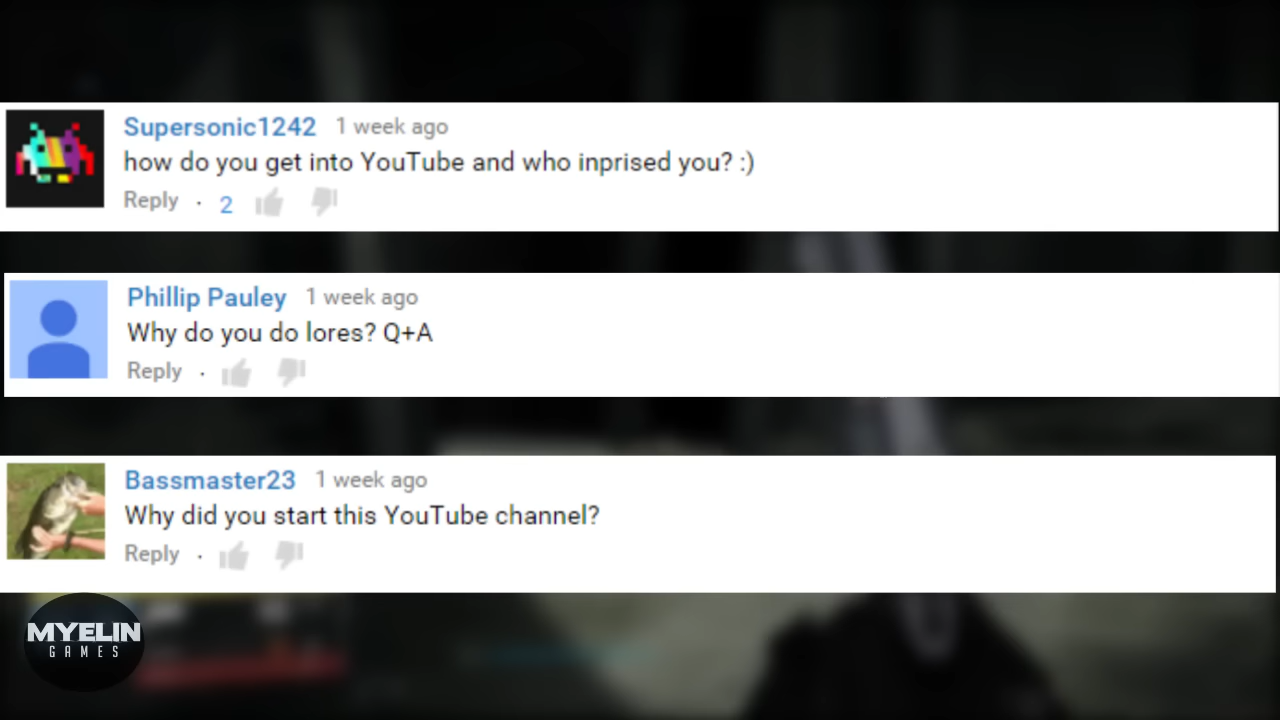 Supersonic1242 1 week ago
how do you get into YouTube and who inprised you? :)
Reply · 2
Phillip Pauley 1 week ago
Why do you do lores? Q+A
Reply ·
Bassmaster23 1 week ago
Why did you start this YouTube channel?
Reply ·
MYELIN
GAMES